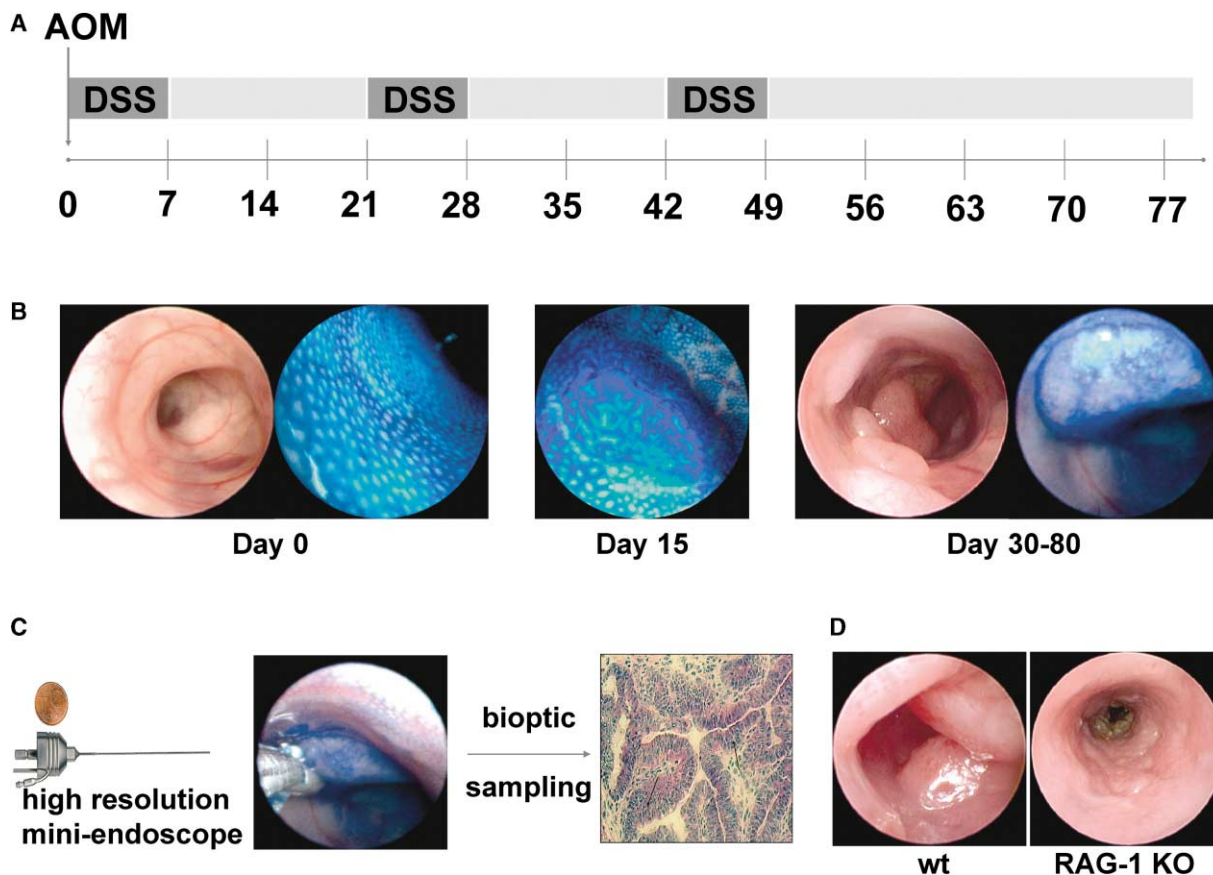 A AOM
DSS DSS DSS
0 7 14 21 28 35 42 49 56 63 70 77
B
Day 0 Day 15 Day 30-80
C
high resolution
mini-endoscope
bioptic
sampling
D
wt RAG-1 KO